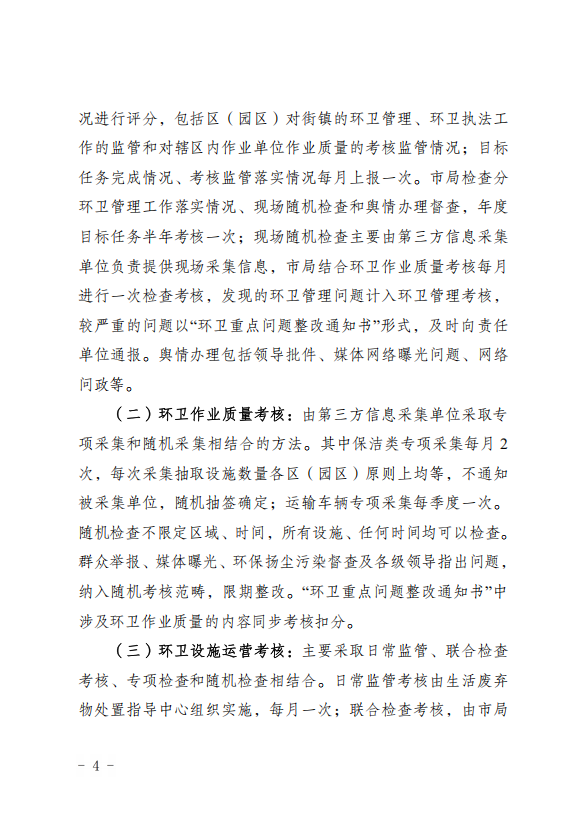 况进行评分，包括区（园区）对街镇的环卫管理、环卫执法工
作的监管和对辖区内作业单位作业质量的考核监管情况；目标
任务完成情况、考核监管落实情况每月上报一次。市局检查分
环卫管理工作落实情况、现场随机检查和舆情办理督查，年度
目标任务半年考核一次；现场随机检查主要由第三方信息采集
单位负责提供现场采集信息，市局结合环卫作业质量考核每月
进行一次检查考核，发现的环卫管理问题计入环卫管理考核，
较严重的问题以“环卫重点问题整改通知书”形式，及时向责任
单位通报。舆情办理包括领导批件、媒体网络曝光问题、网络
问政等。
（二）环卫作业质量考核：由第三方信息采集单位采取专
项采集和随机采集相结合的方法。其中保洁类专项采集每月 2
次，每次采集抽取设施数量各区（园区）原则上均等，不通知
被采集单位，随机抽签确定；运输车辆专项采集每季度一次。
随机检查不限定区域、时间，所有设施、任何时间均可以检查。
群众举报、媒体曝光、环保扬尘污染督查及各级领导指出问题，
纳入随机考核范畴，限期整改。“环卫重点问题整改通知书”中
涉及环卫作业质量的内容同步考核扣分。
（三）环卫设施运营考核：主要采取日常监管、联合检查
考核、专项检查和随机检查相结合。日常监管考核由生活废弃
物处置指导中心组织实施，每月一次；联合检查考核，由市局
- 4 -